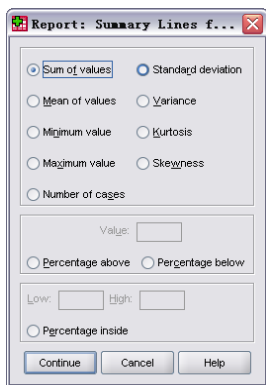 Report: Summary Lines f...
Sum of values
Standard deviation
Mean of values
Variance
Minimum value
Kurtosis
Maximum value
Skewness
Number of cases
Value:
Percentage above
Percentage below
Low:
High:
Percentage inside
Continue
Cancel
Help